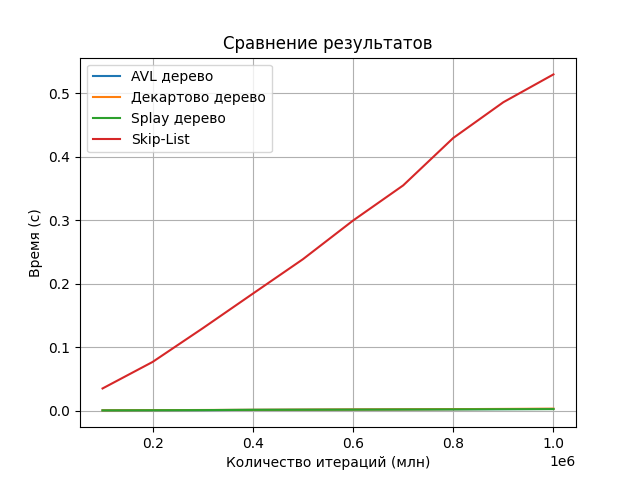 Сравнение результатов
AVL дерево
Декартово дерево
Splay дерево
Skip-List
Время (с)
0.5
0.4
0.3
0.2
0.1
0.0
0.2 0.4 0.6 0.8 1.0
1e6
Количество итераций (млн)